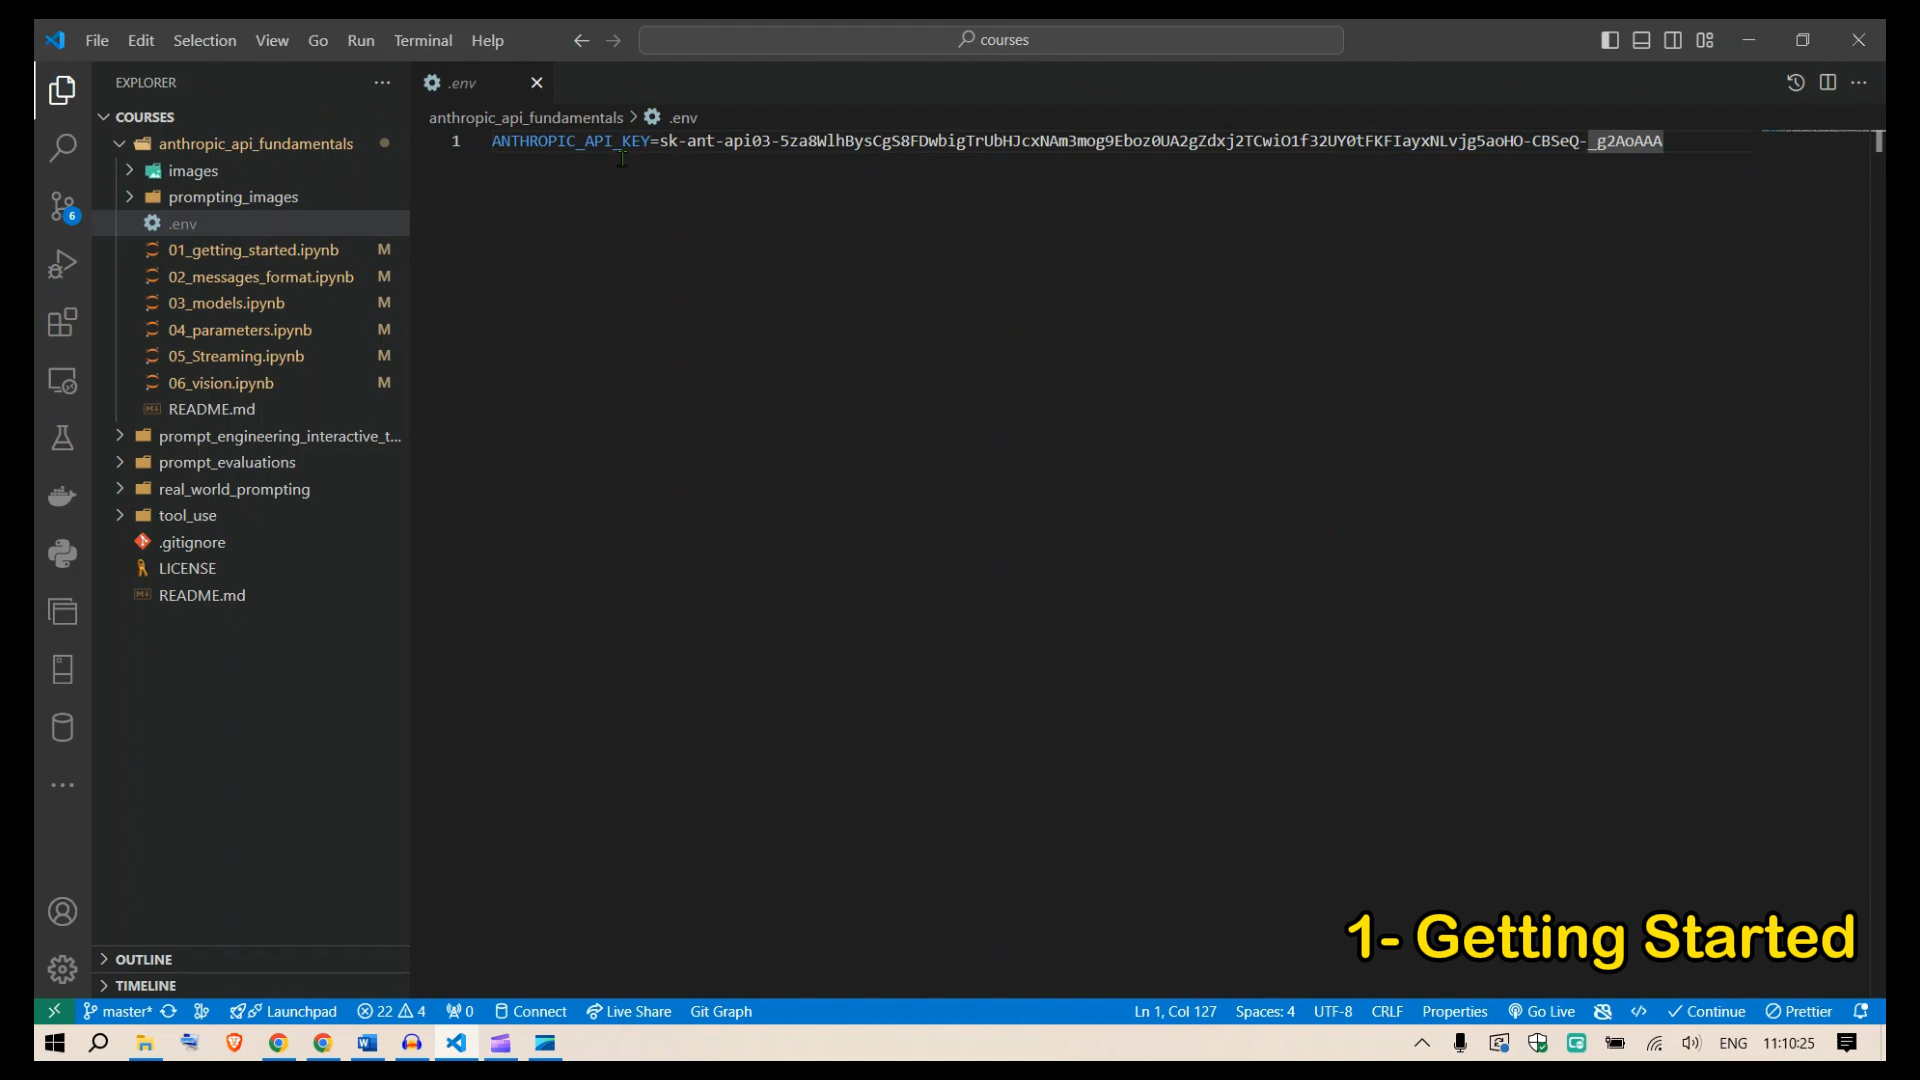 File Edit Selection View Go Run Terminal Help
courses
EXPLORER
.env
COURSES
anthropic_api_fundamentals > .env
1 ANTHROPIC_API_KEY=
anthropic_api_fundamentals
images
prompting_images
.env
6
01_getting_started.ipynb M
02_messages_format.ipynb M
03_models.ipynb M
04_parameters.ipynb M
05_Streaming.ipynb M
06_vision.ipynb M
README.md
prompt_engineering_interactive_t...
prompt_evaluations
real_world_prompting
tool_use
.gitignore
LICENSE
README.md
1- Getting Started
OUTLINE
TIMELINE
master* Launchpad 22 4 0 Connect Live Share Git Graph Ln 1, Col 127 Spaces: 4 UTF-8 CRLF Properties Go Live Continue Prettier
ENG 11:10:25